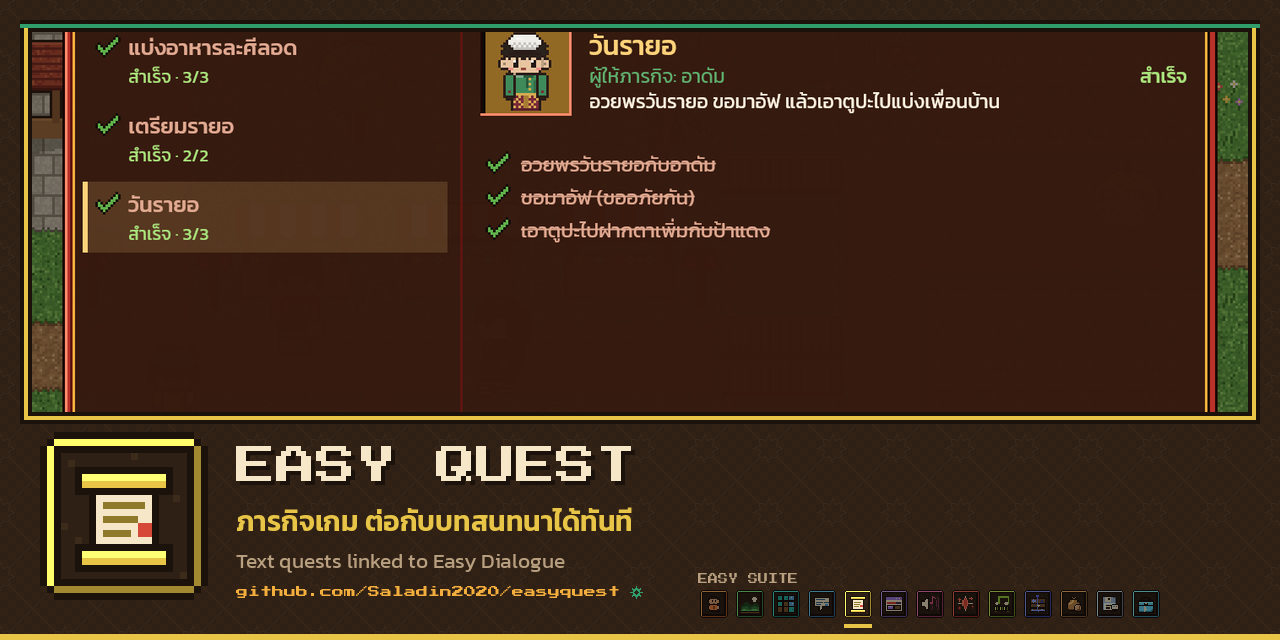 แบ่งอาหารละศีลอด
สำเร็จ · 3/3
เตรียมรายอ
สำเร็จ · 2/2
วันรายอ
สำเร็จ · 3/3
วันรายอ
ผู้ให้ภารกิจ: อาดัม
สำเร็จ
อวยพรวันรายอ ขอมาอัฟ แล้วเอาตูปะไปแบ่งเพื่อนบ้าน
อวยพรวันรายอกับอาดัม
ขอมาอัฟ (ขออภัยกัน)
เอาตูปะไปฝากตาเพิ่มกับป้าแดง
EASY QUEST
ภารกิจเกม ต่อกับบทสนทนาได้ทันที
Text quests linked to Easy Dialogue
github.com/Saladin2020/easyquest
EASY SUITE